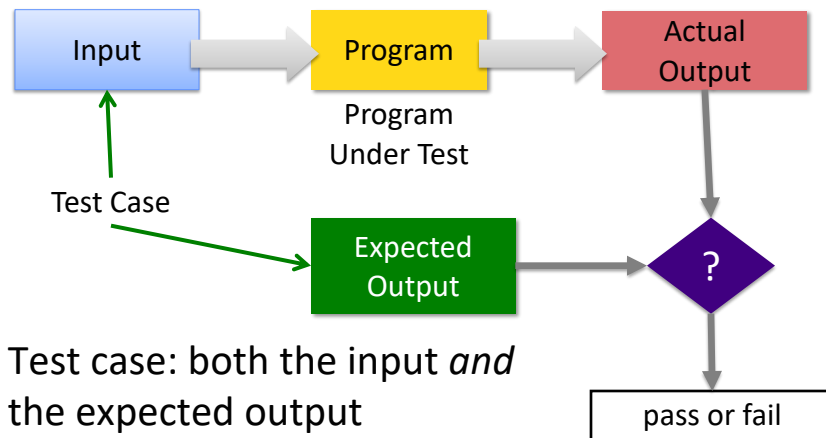 Input
Program
Actual
Output
Program
Under Test
Test Case
Expected
Output
?
Test case: both the input and
the expected output
pass or fail